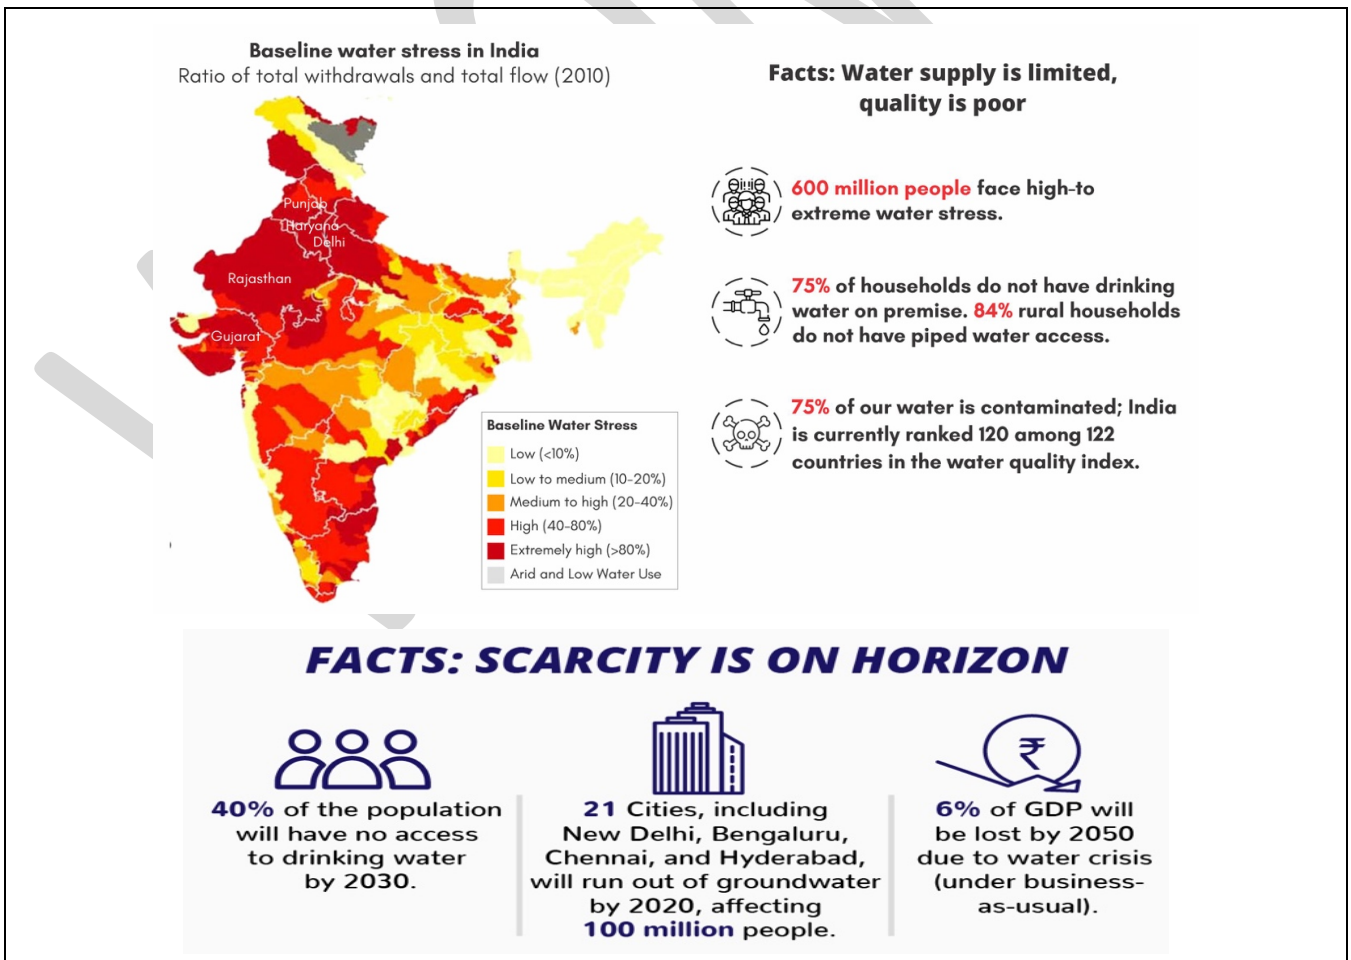 Baseline water stress in India
Ratio of total withdrawals and total flow (2010)
Punjab
Haryana
Delhi
Rajasthan
Gujarat
Baseline Water Stress
Low (<10%)
Low to medium (10-20%)
Medium to high (20-40%)
High (40-80%)
Extremely high (>80%)
Arid and Low Water Use
Facts: Water supply is limited,
quality is poor
600 million people face high-to
extreme water stress.
75% of households do not have drinking
water on premise. 84% rural households
do not have piped water access.
75% of our water is contaminated; India
is currently ranked 120 among 122
countries in the water quality index.
FACTS: SCARCITY IS ON HORIZON
40% of the population
will have no access
to drinking water
by 2030.
21 Cities, including
New Delhi, Bengaluru,
Chennai, and Hyderabad,
will run out of groundwater
by 2020, affecting
100 million people.
₹
6% of GDP will
be lost by 2050
due to water crisis
(under business-
as-usual).